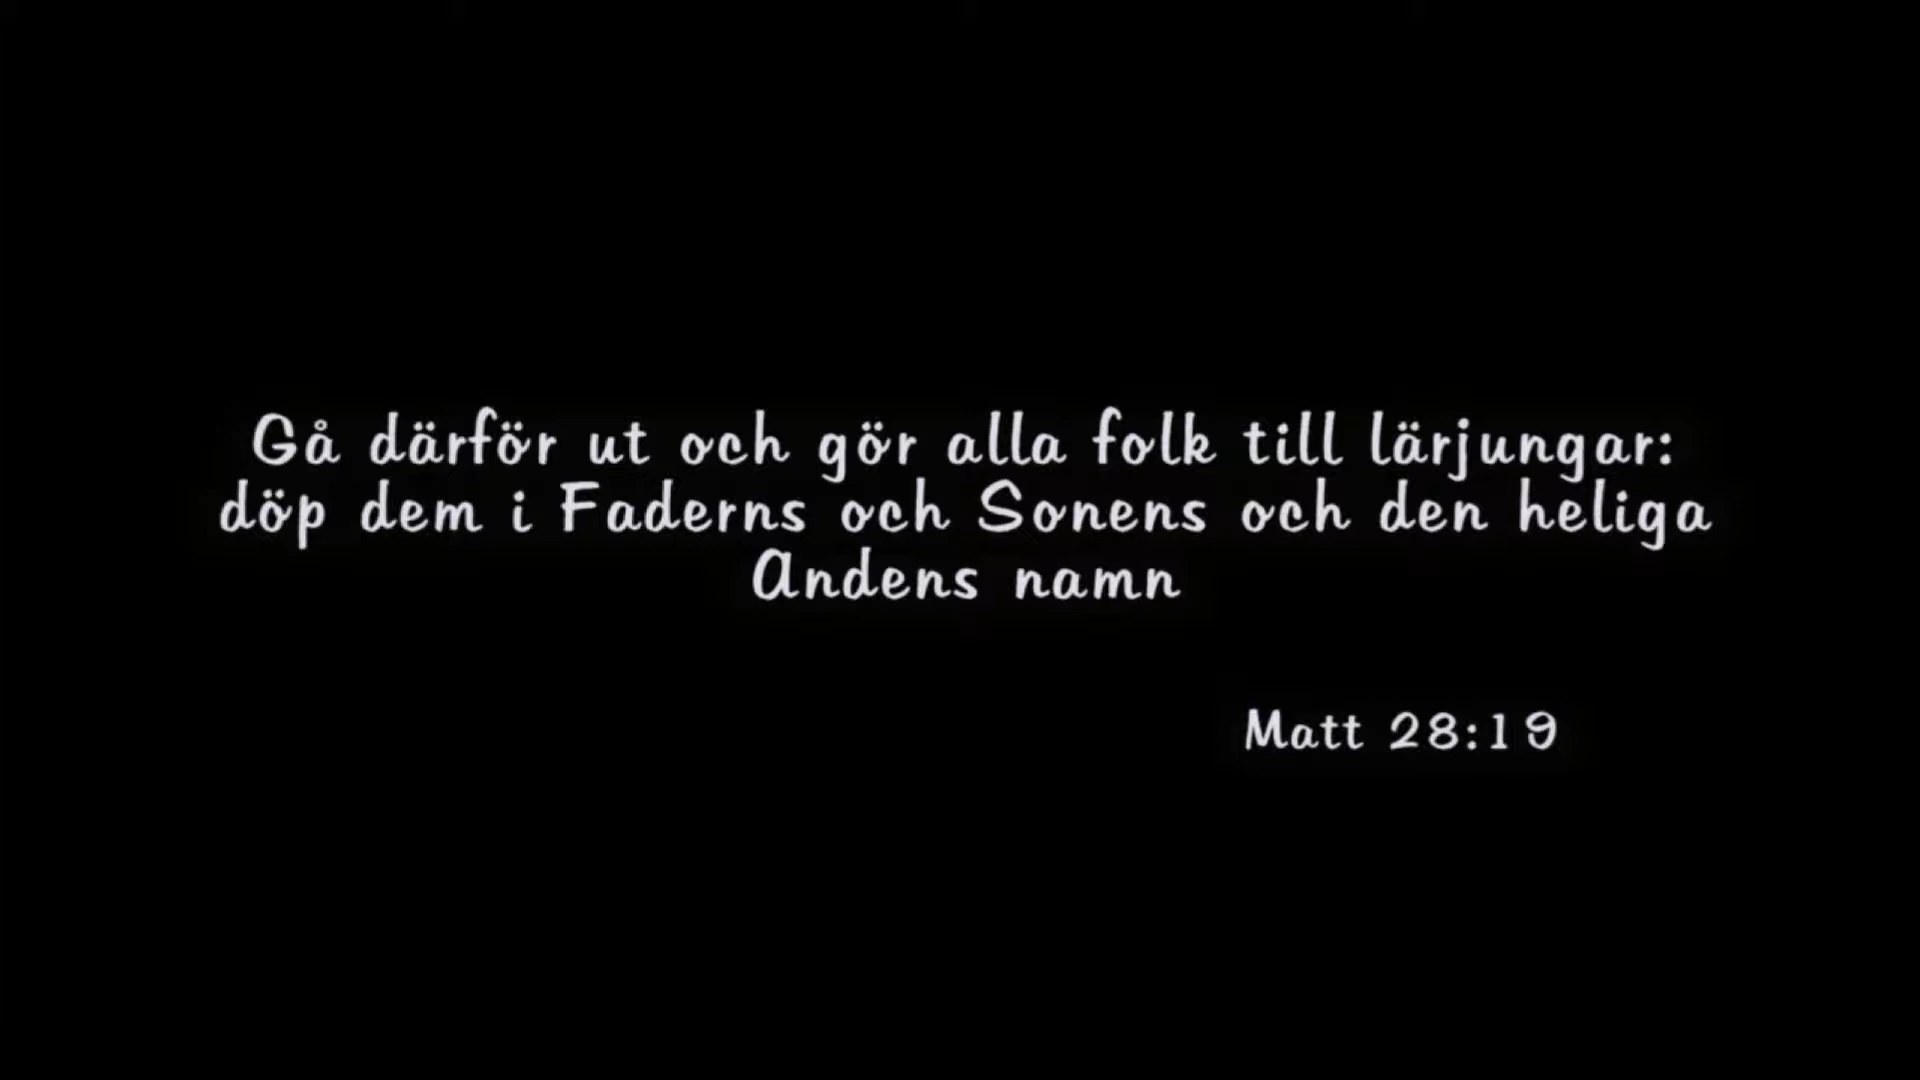 Gå därför ut och gör alla folk till lärjungar:
döp dem i Faderns och Sonens och den heliga
Andens namn
Matt 28:19